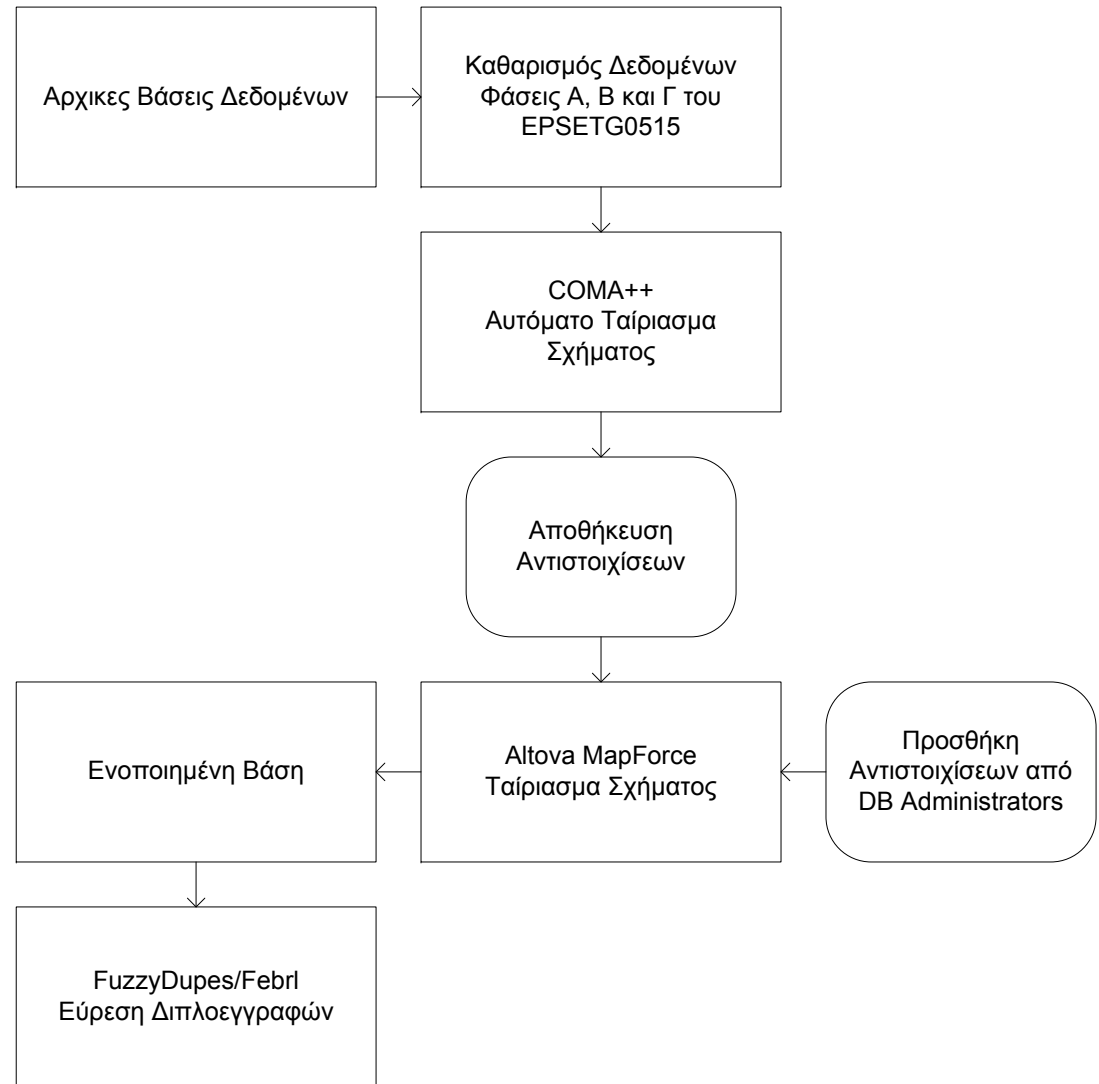 Αρχικες Βάσεις Δεδομένων
Καθαρισμός Δεδομένων
Φάσεις Α, Β και Γ του
EPSETG0515
COMA++
Αυτόματο Ταίριασμα
Σχήματος
Αποθήκευση
Αντιστοιχίσεων
Ενοποιημένη Βάση
Altova MapForce
Ταίριασμα Σχήματος
Προσθήκη
Αντιστοιχίσεων από
DB Administrators
FuzzyDupes/Febrl
Εύρεση Διπλοεγγραφών